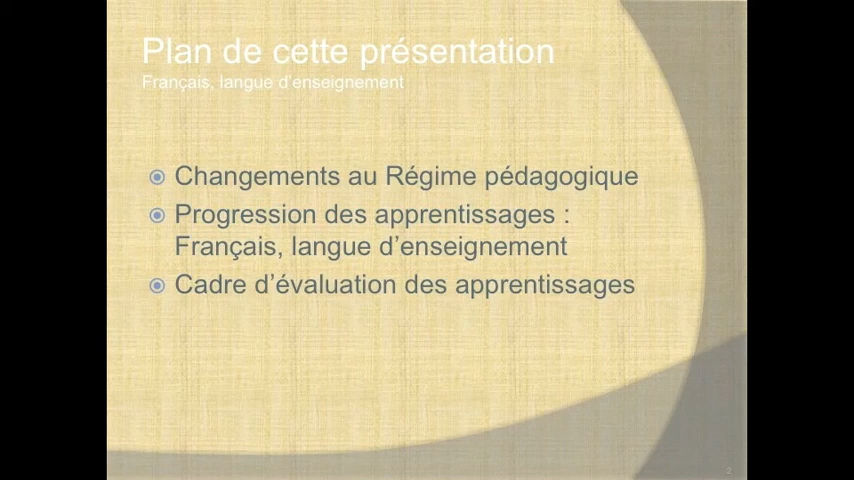 Plan de cette présentation
Français, langue d'enseignement
Changements au Régime pédagogique
Progression des apprentissages :
Français, langue d'enseignement
Cadre d'évaluation des apprentissages
2